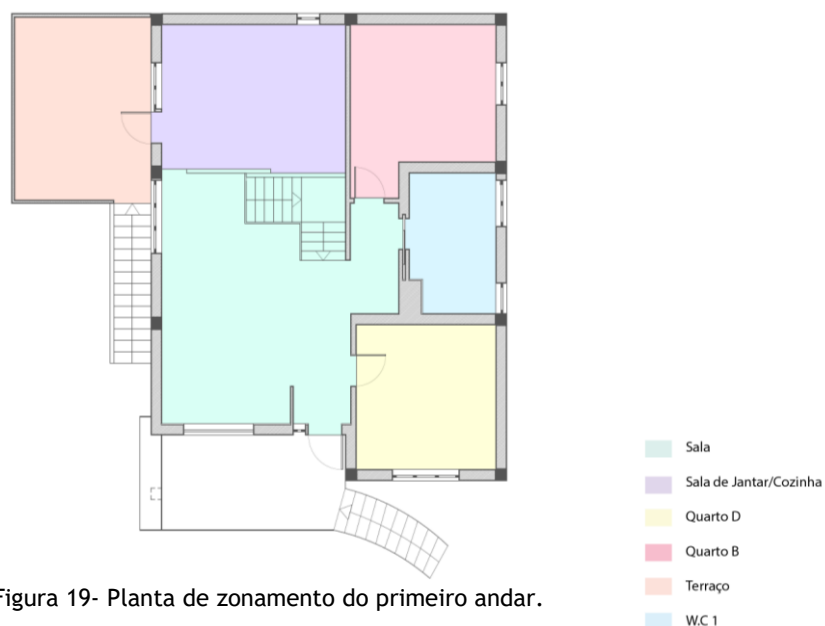 Sala
Sala de Jantar/Cozinha
Quarto D
Quarto B
Terraço
W.C 1
Figura 19- Planta de zonamento do primeiro andar.